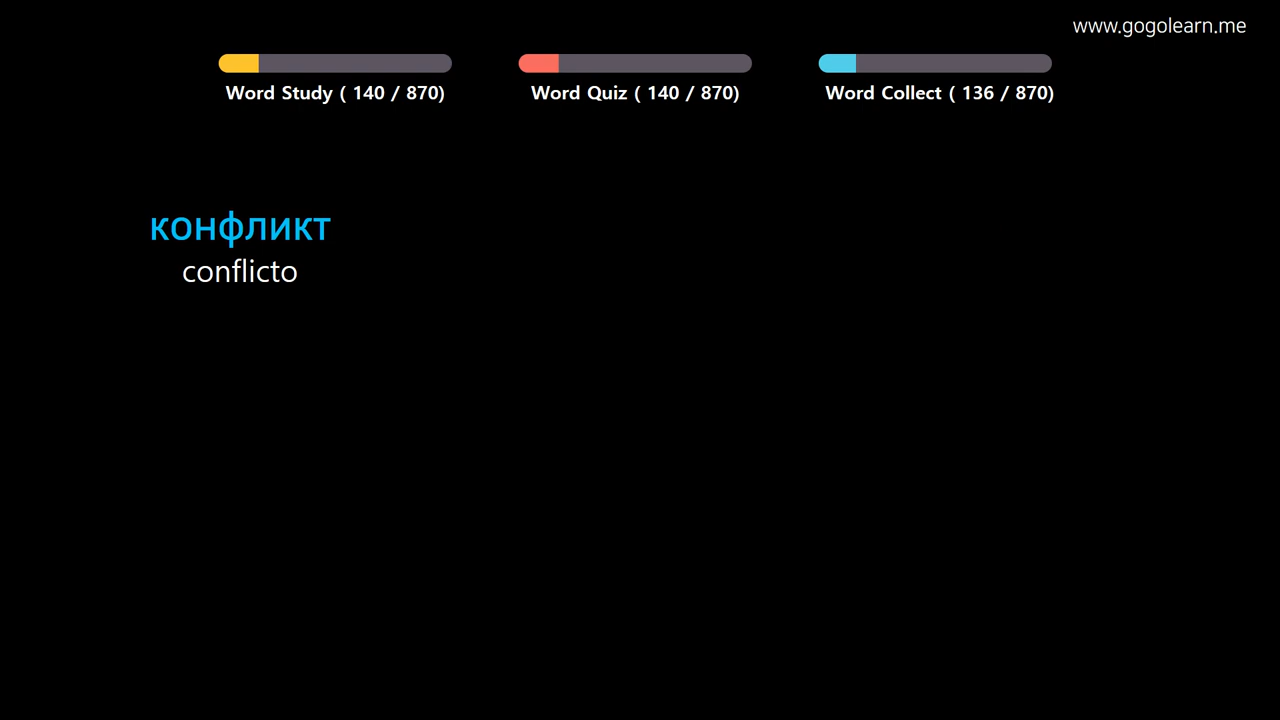 www.gogolearn.me
Word Study ( 140 / 870)
Word Quiz ( 140 / 870)
Word Collect ( 136 / 870)
конфликт
conflicto